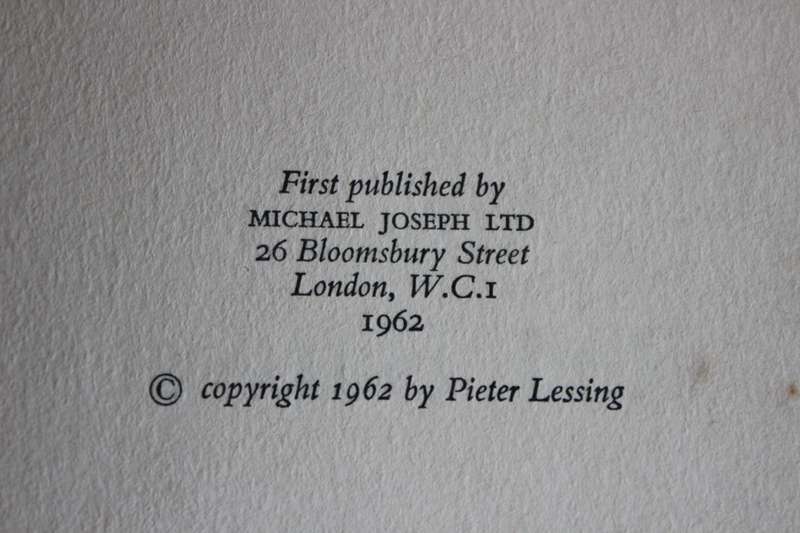 First published by
MICHAEL JOSEPH LTD
26 Bloomsbury Street
London, W.C.1
1962
© copyright 1962 by Pieter Lessing